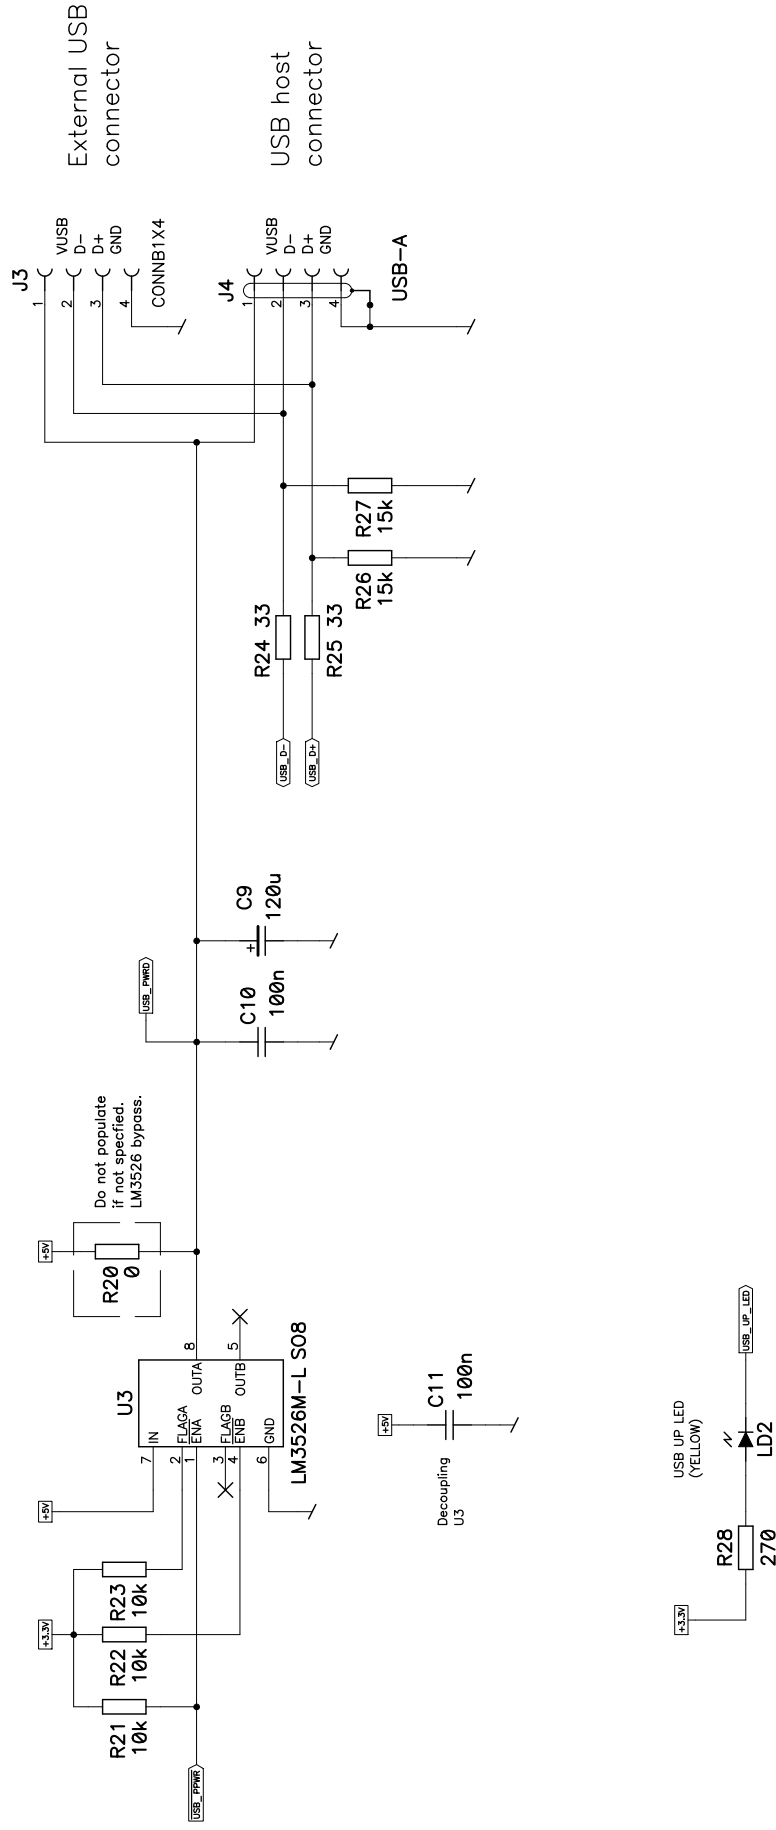 External USB
connector
USB host
connector
J3
1
VUSB
2
D-
3
D+
4
GND
CONNB1X4
J4
1
VUSB
2
D-
3
D+
4
GND
USB-A
R27
15k
R26
15k
R24 33
R25 33
USB_D-
USB_D+
C9
120u
+
USB_PWRD
C10
100n
Do not populate
if not specfied.
LM3526 bypass.
+5V
R20
0
U3
7
IN
2
FLAGA
1
ENA
3
FLAGB
4
ENB
6
GND
8
OUTA
5
OUTB
LM3526M-L SO8
+5V
+3.3V
R23
10k
R22
10k
R21
10k
USB_PPWR
+5V
C11
100n
Decoupling
U3
USB UP LED
(YELLOW)
USB_UP_LED
LD2
R28
270
+3.3V